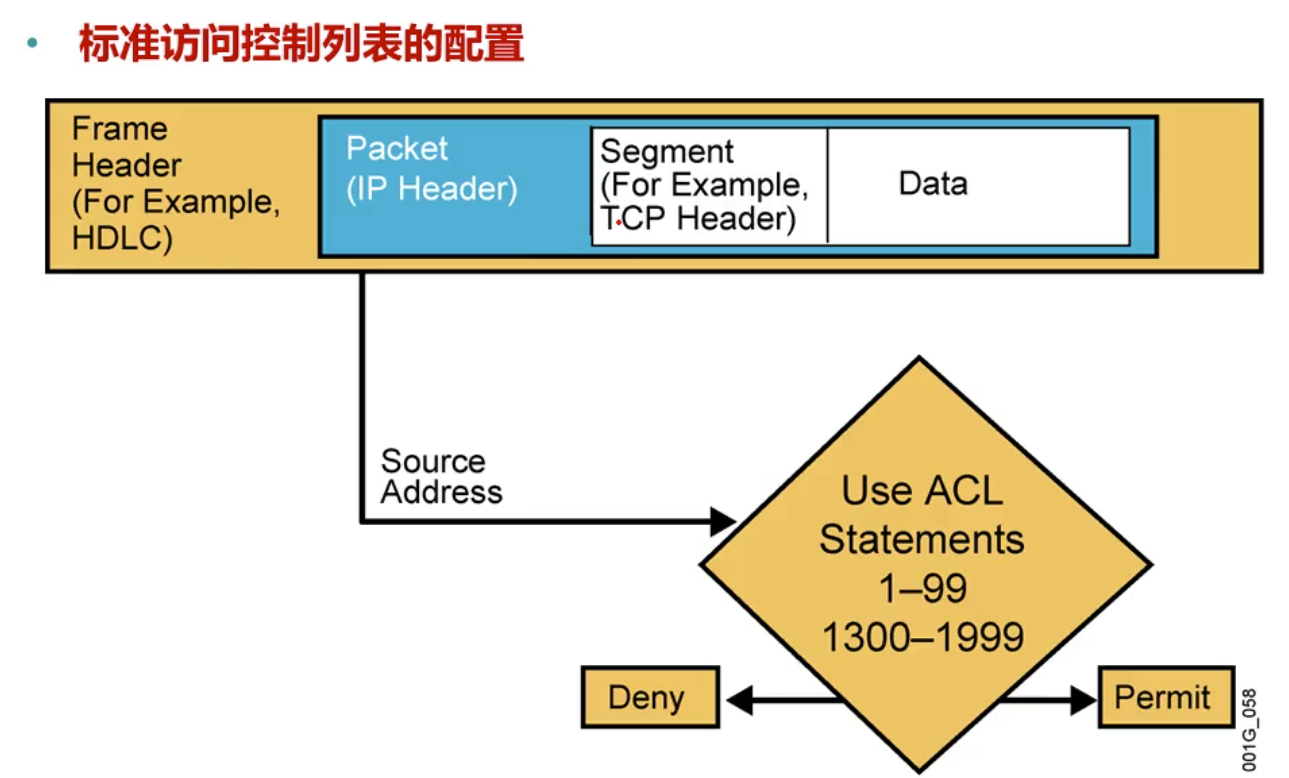 标准访问控制列表的配置
Frame
Header
(For Example,
HDLC)
Packet
(IP Header)
Segment
(For Example,
TCP Header)
Data
Source
Address
Use ACL
Statements
1–99
1300–1999
Deny
Permit
001G_058